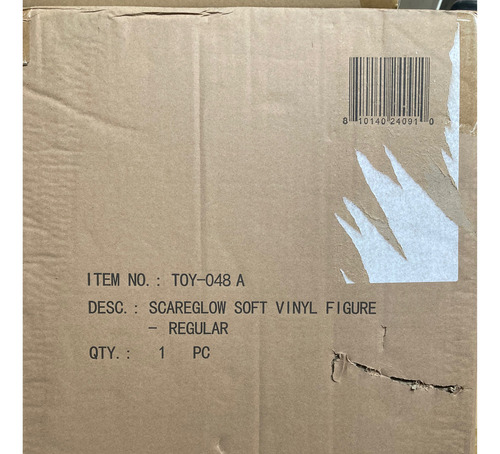 8 10140 24091 0
ITEM NO.: TOY-048 A
DESC.: SCAREGLOW SOFT VINYL FIGURE
- REGULAR
QTY.: 1 PC